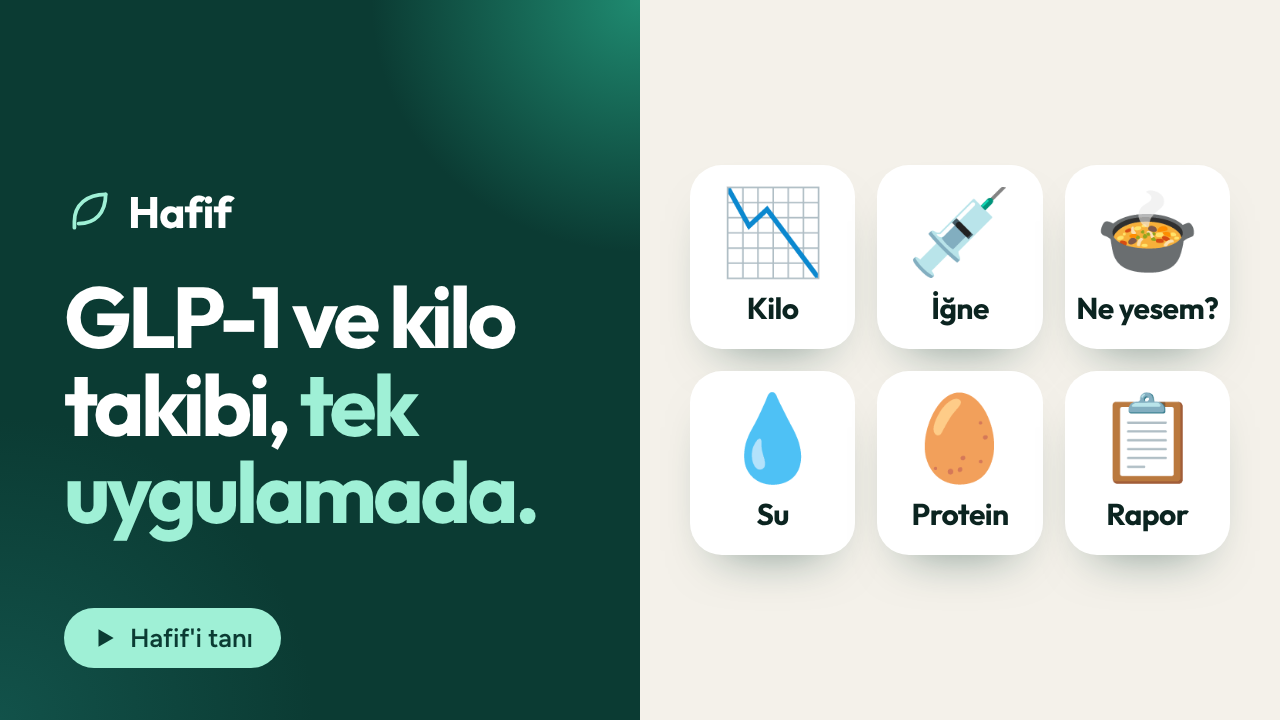 Hafif
GLP-1 ve kilo
takibi, tek
uygulamada.
Hafif'i tanı
Kilo
İğne
Ne yesem?
Su
Protein
Rapor